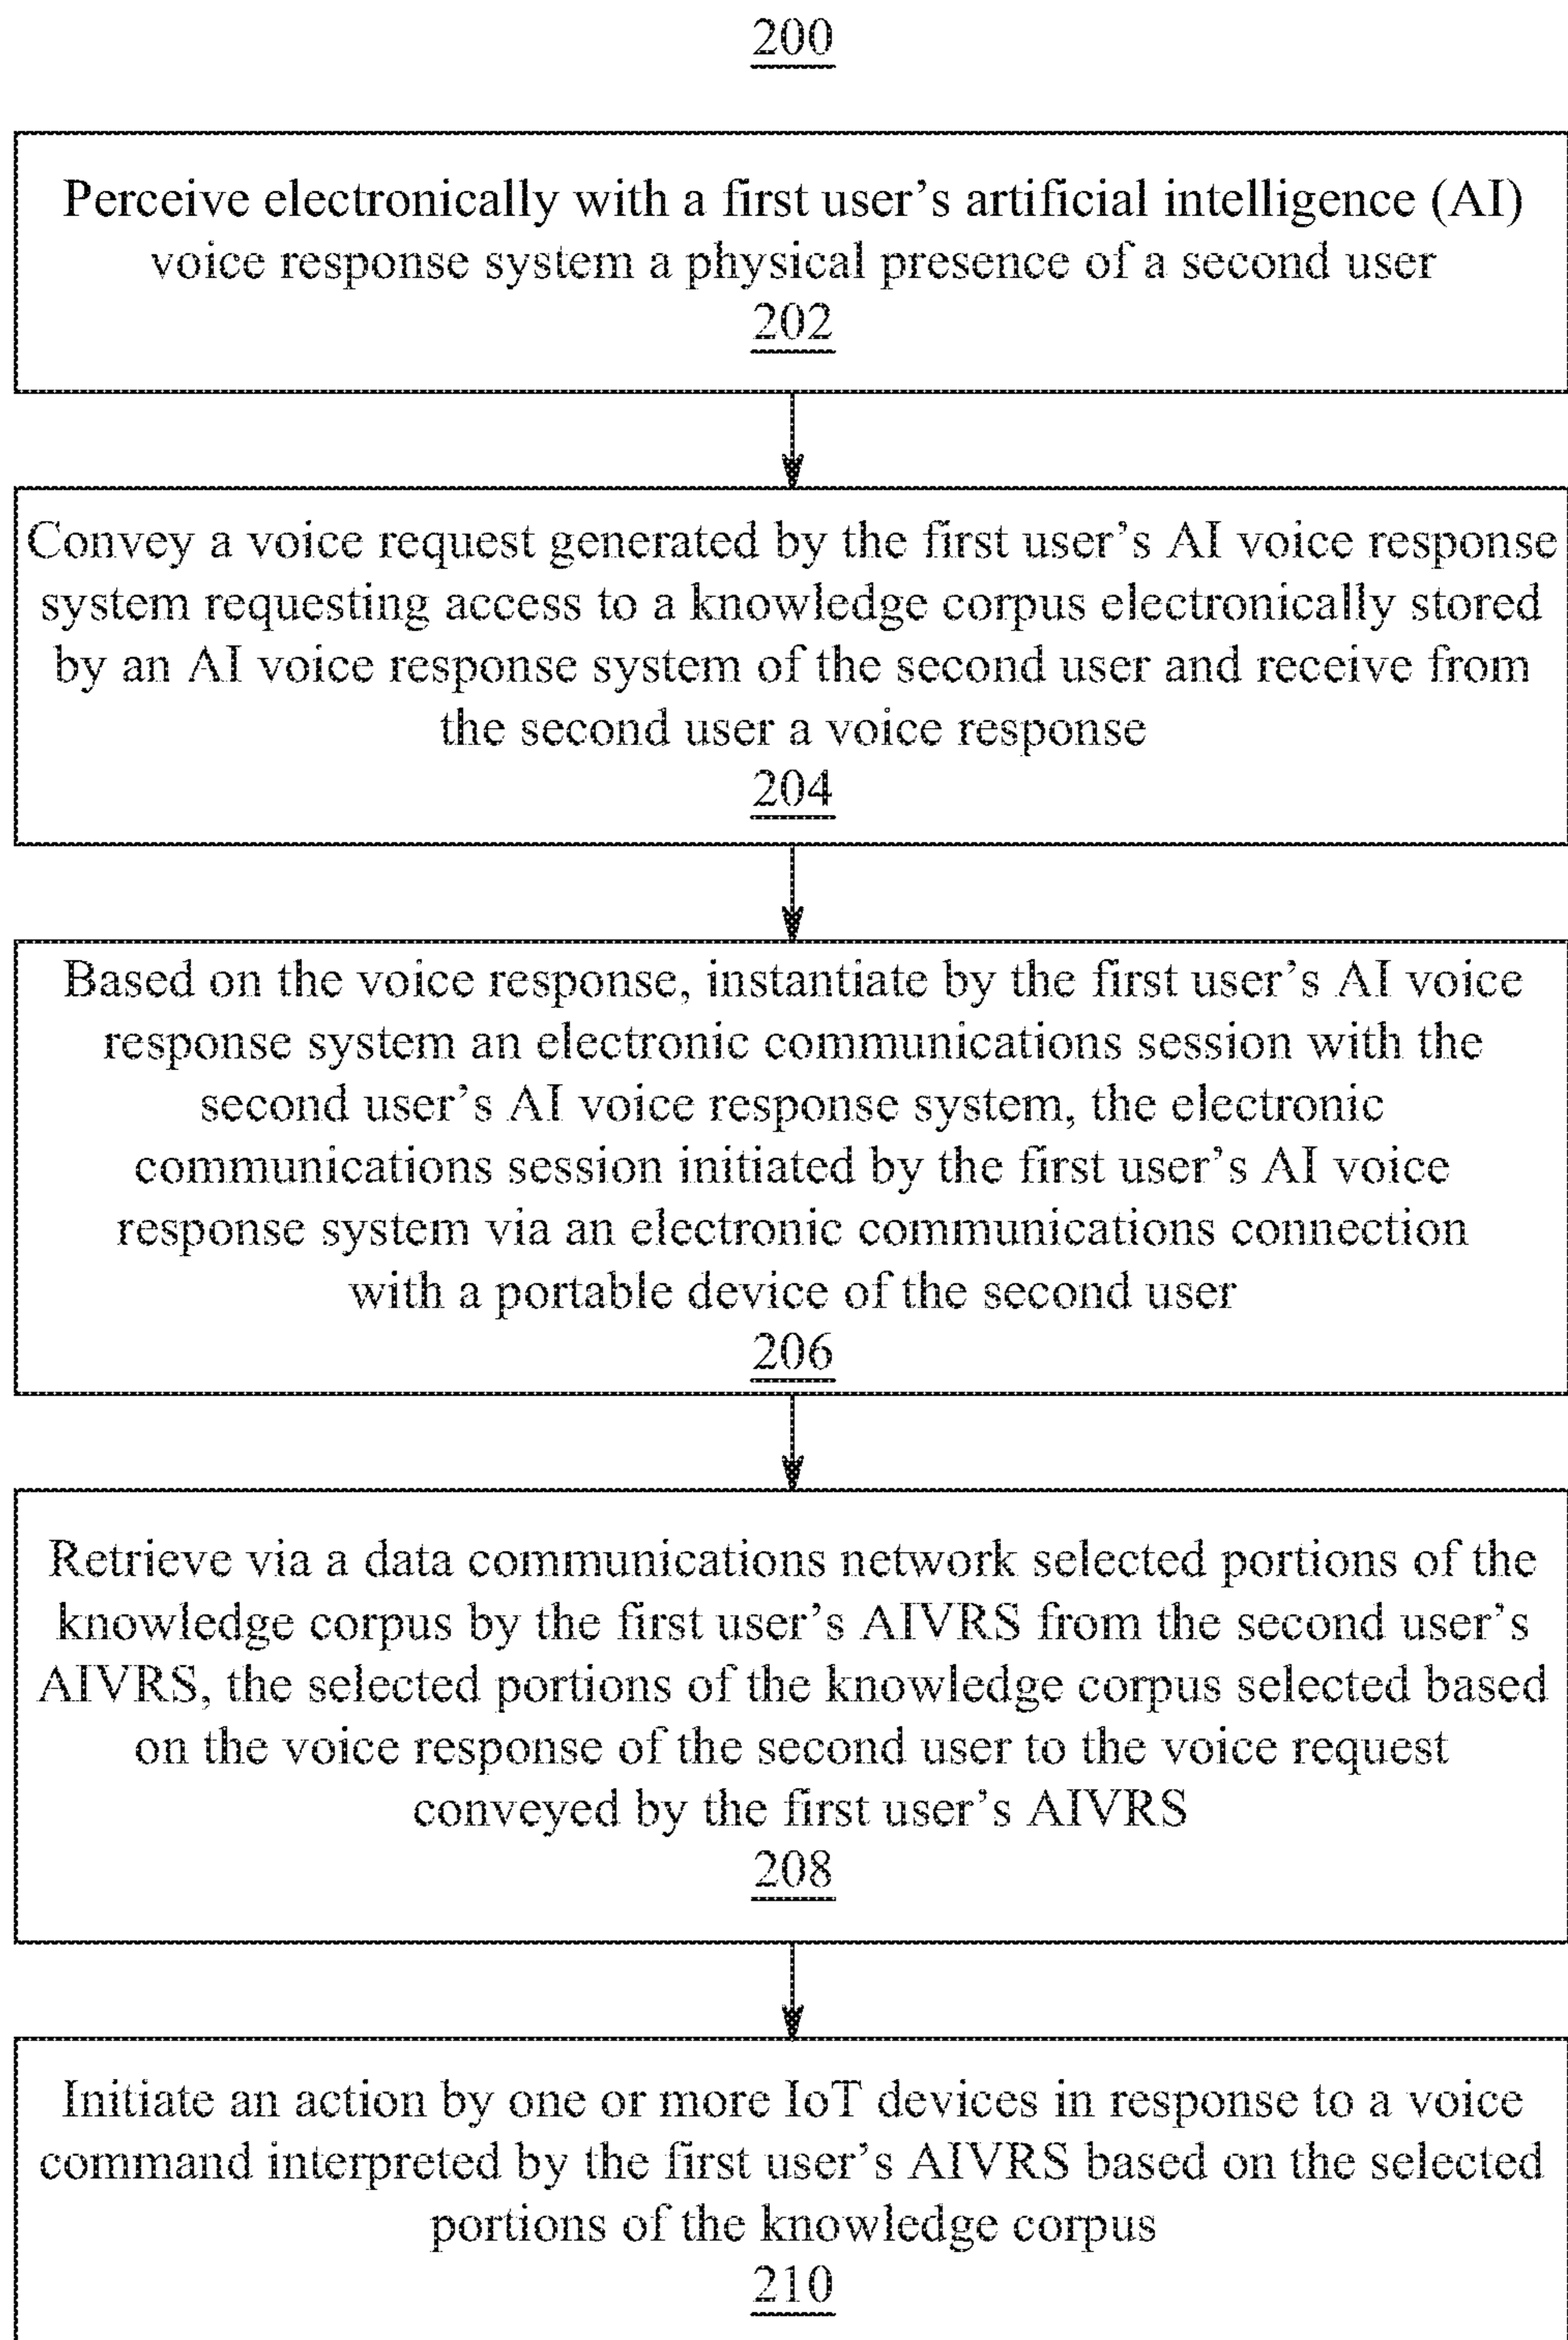 200
Perceive electronically with a first user's artificial intelligence (AI)
voice response system a physical presence of a second user
202
Convey a voice request generated by the first user's AI voice response
system requesting access to a knowledge corpus electronically stored
by an AI voice response system of the second user and receive from
the second user a voice response
204
Based on the voice response, instantiate by the first user's AI voice
response system an electronic communications session with the
second user's AI voice response system, the electronic
communications session initiated by the first user's AI voice
response system via an electronic communications connection
with a portable device of the second user
206
Retrieve via a data communications network selected portions of the
knowledge corpus by the first user's AIVRS from the second user's
AIVRS, the selected portions of the knowledge corpus selected based
on the voice response of the second user to the voice request
conveyed by the first user's AIVRS
208
Initiate an action by one or more IoT devices in response to a voice
command interpreted by the first user's AIVRS based on the selected
portions of the knowledge corpus
210